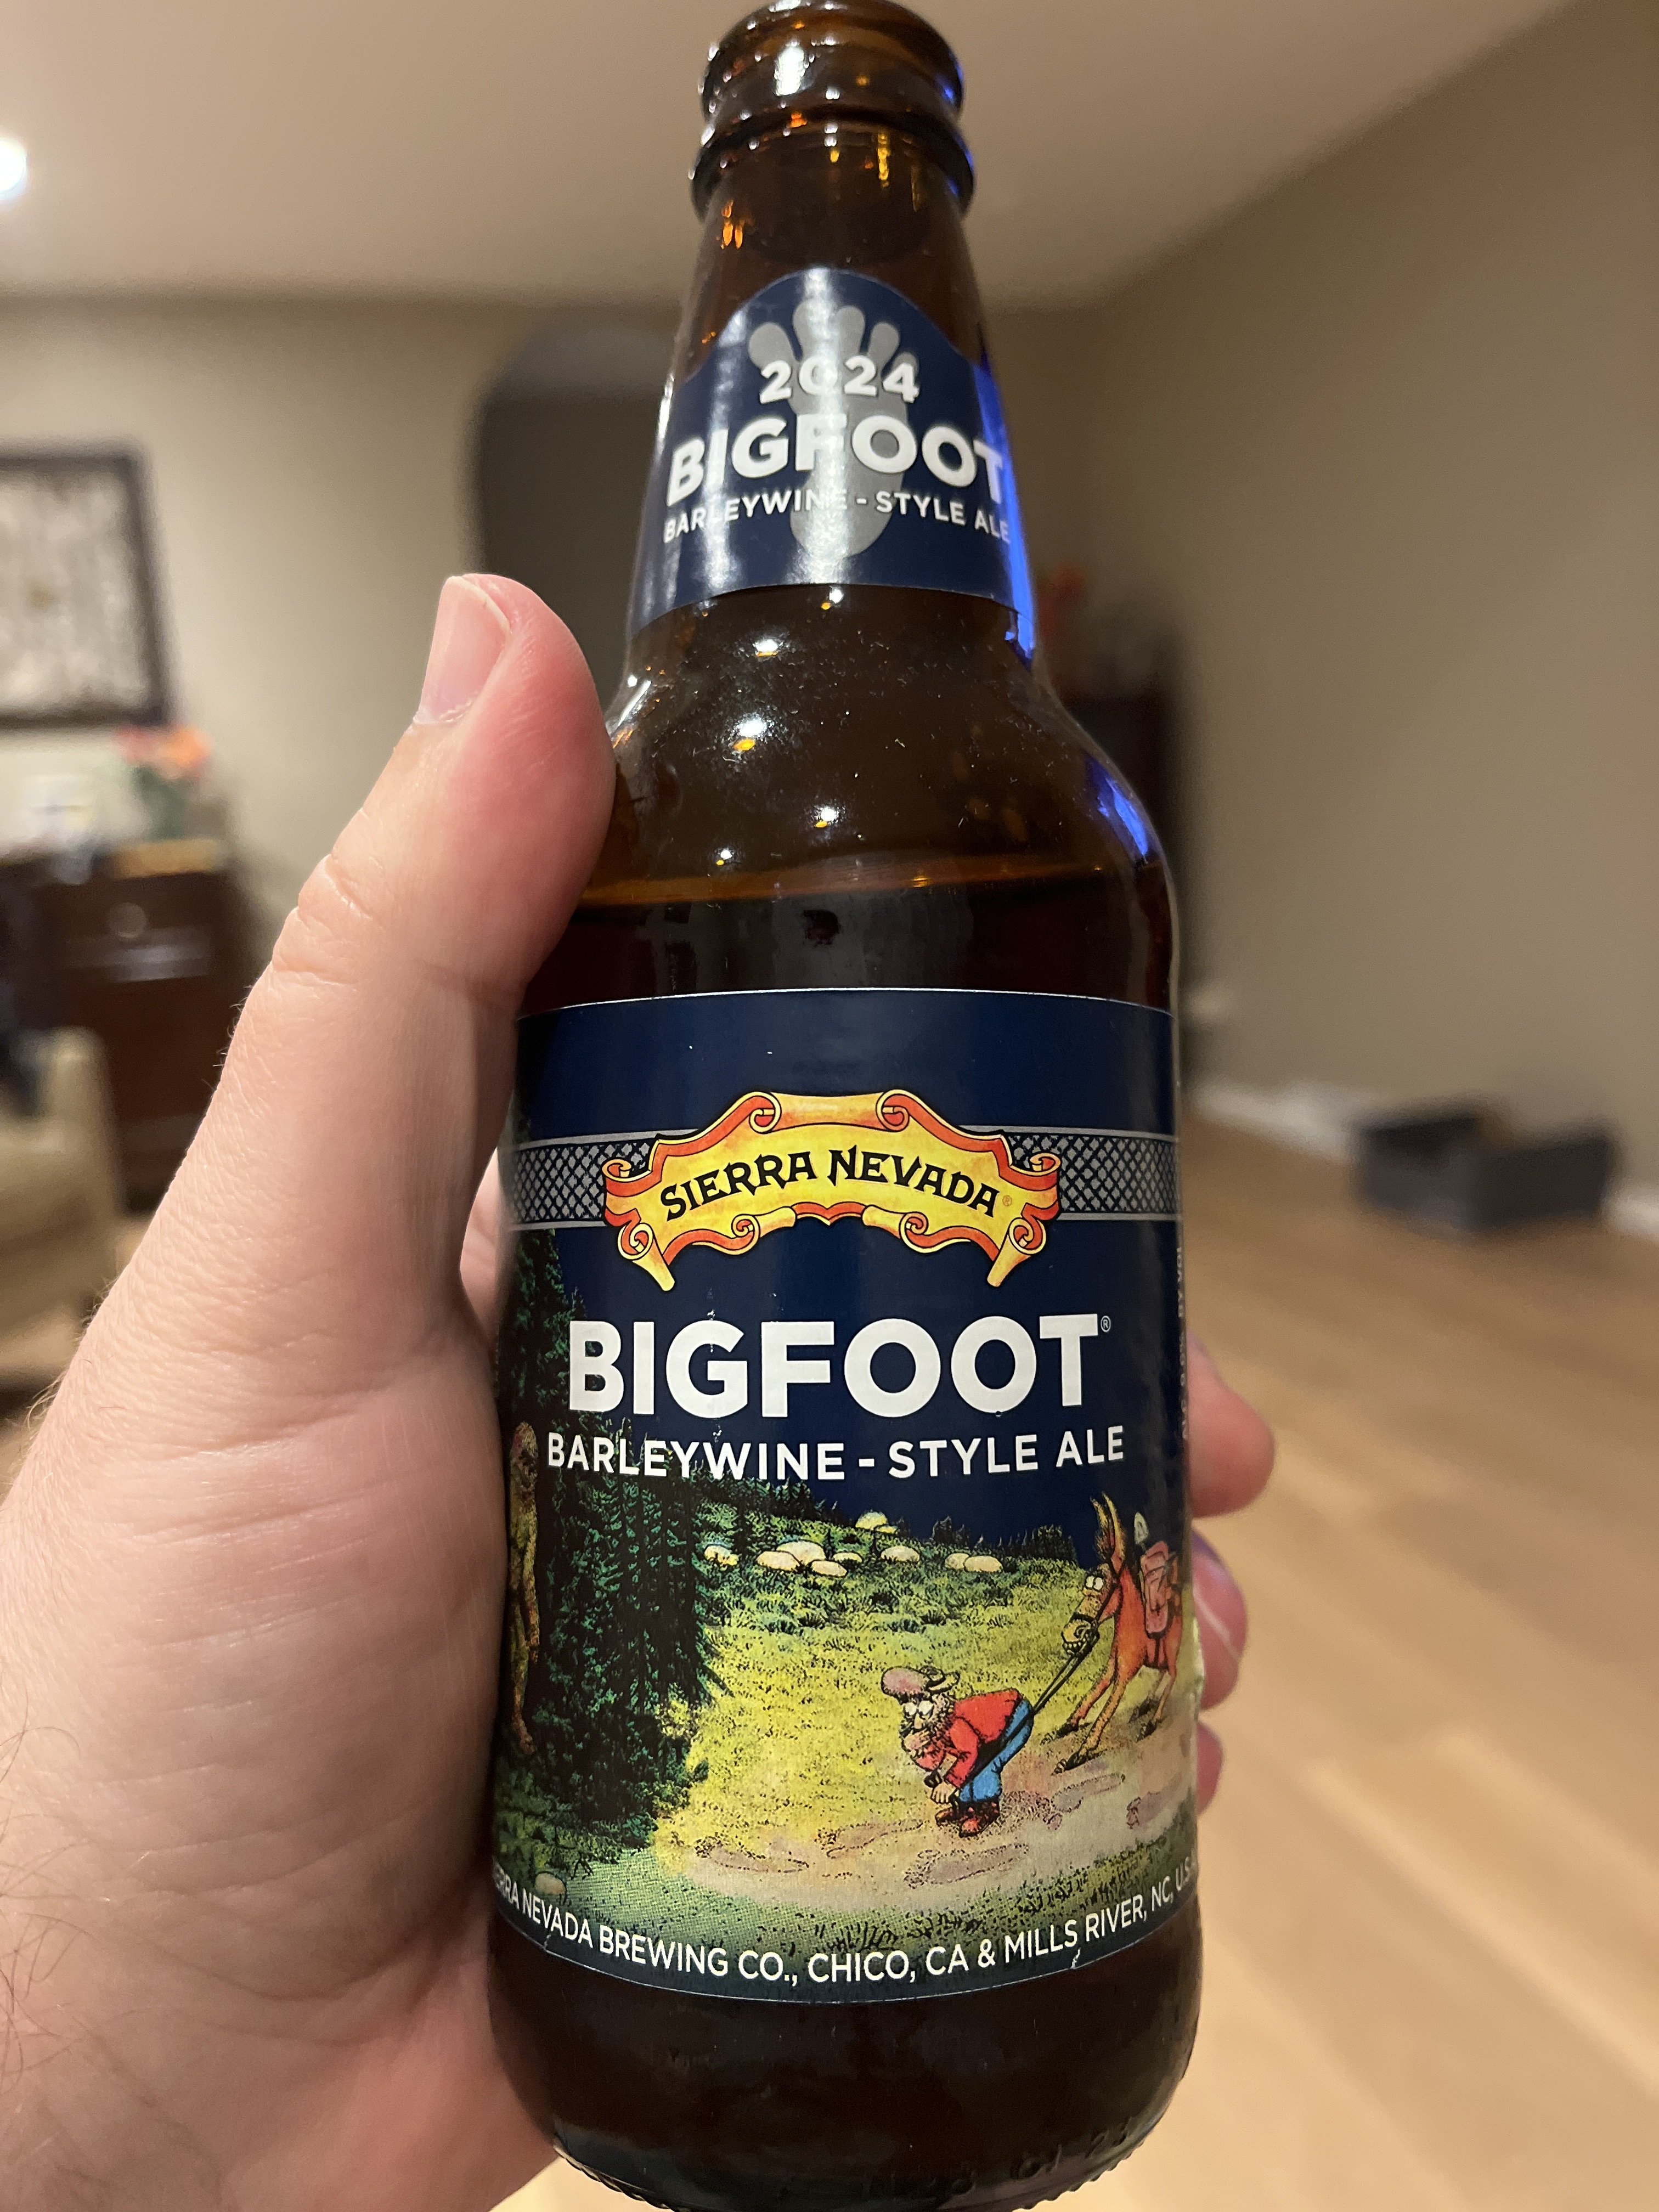 2024
BIGFOOT
BARLEYWINE - STYLE ALE
SIERRA NEVADA®
BIGFOOT®
BARLEYWINE - STYLE ALE
NEVADA BREWING CO., CHICO, CA & MILLS RIVER, NC,